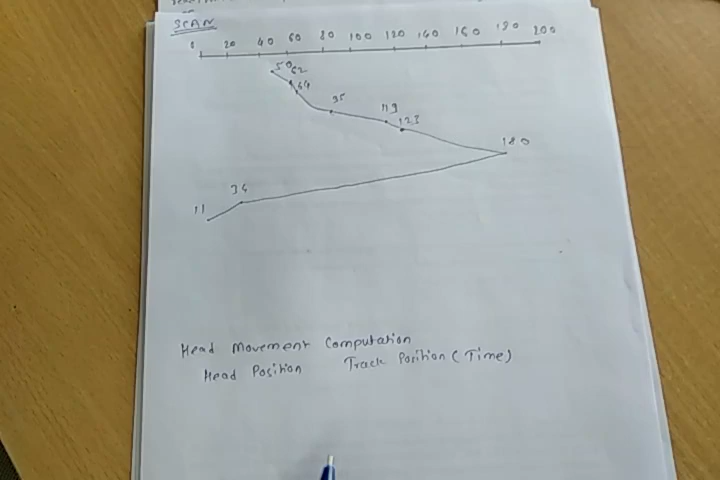 SCAN
0 20 40 60 80 100 120 140 160 180 200
50 62
64
95
119
123
180
34
11
Head Movement Computation
Head Position Track Position (Time)